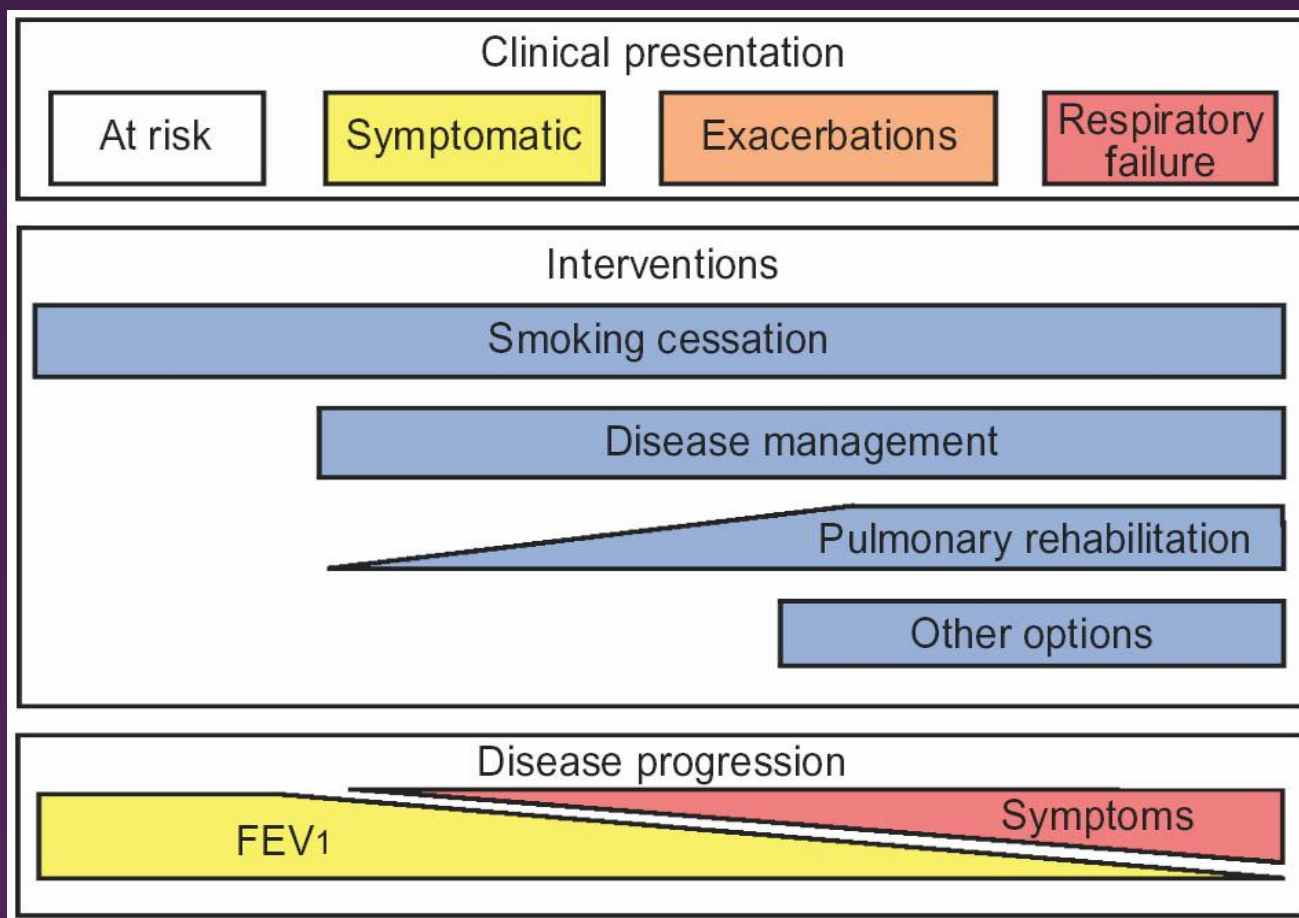 Clinical presentation
At risk
Symptomatic
Exacerbations
Respiratory
failure
Interventions
Smoking cessation
Disease management
Pulmonary rehabilitation
Other options
Disease progression
FEV1
Symptoms